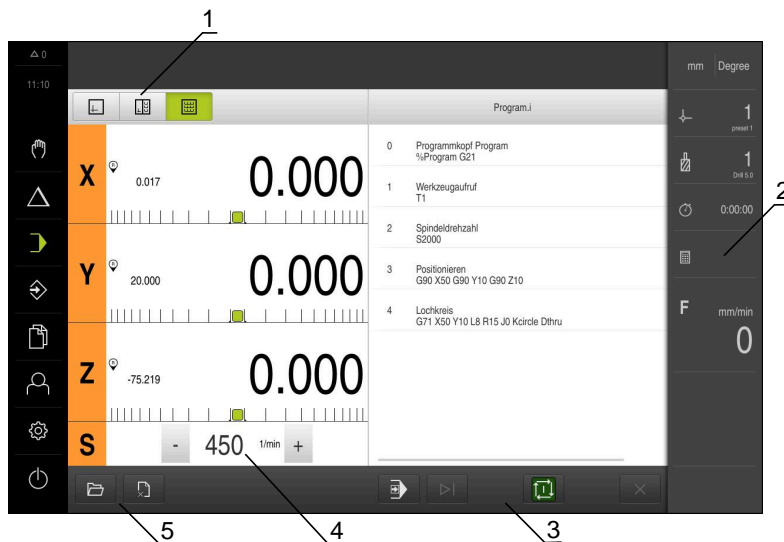 1
0
11:10
mm Degree
Program.i
1
preset 1
X
R
0.017
0.000
0 Programmkopf Program
%Program G21
1 Werkzeugaufruf
T1
1
Drill 5.0
2
0:00:00
2 Spindeldrehzahl
S2000
Y
R
20.000
0.000
3 Positionieren
G90 X50 G90 Y10 G90 Z10
F mm/min
0
4 Lochkreis
G71 X50 Y10 L8 R15 J0 Kcircle Dthru
Z
R
-75.219
0.000
S - 450 1/min +
5
4
3